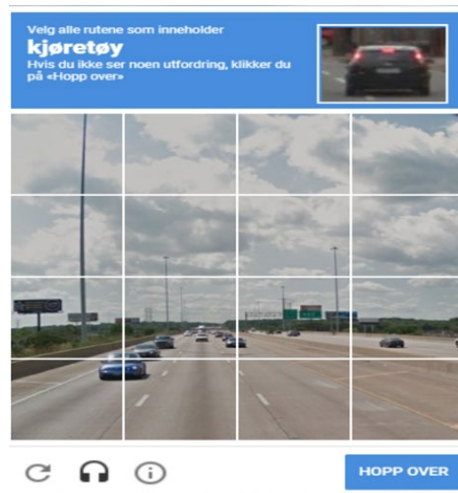 Velg alle rutene som inneholder
kjøretøy
Hvis du ikke ser noen utfordring, klikker du
på «Hopp over»
HOPP OVER